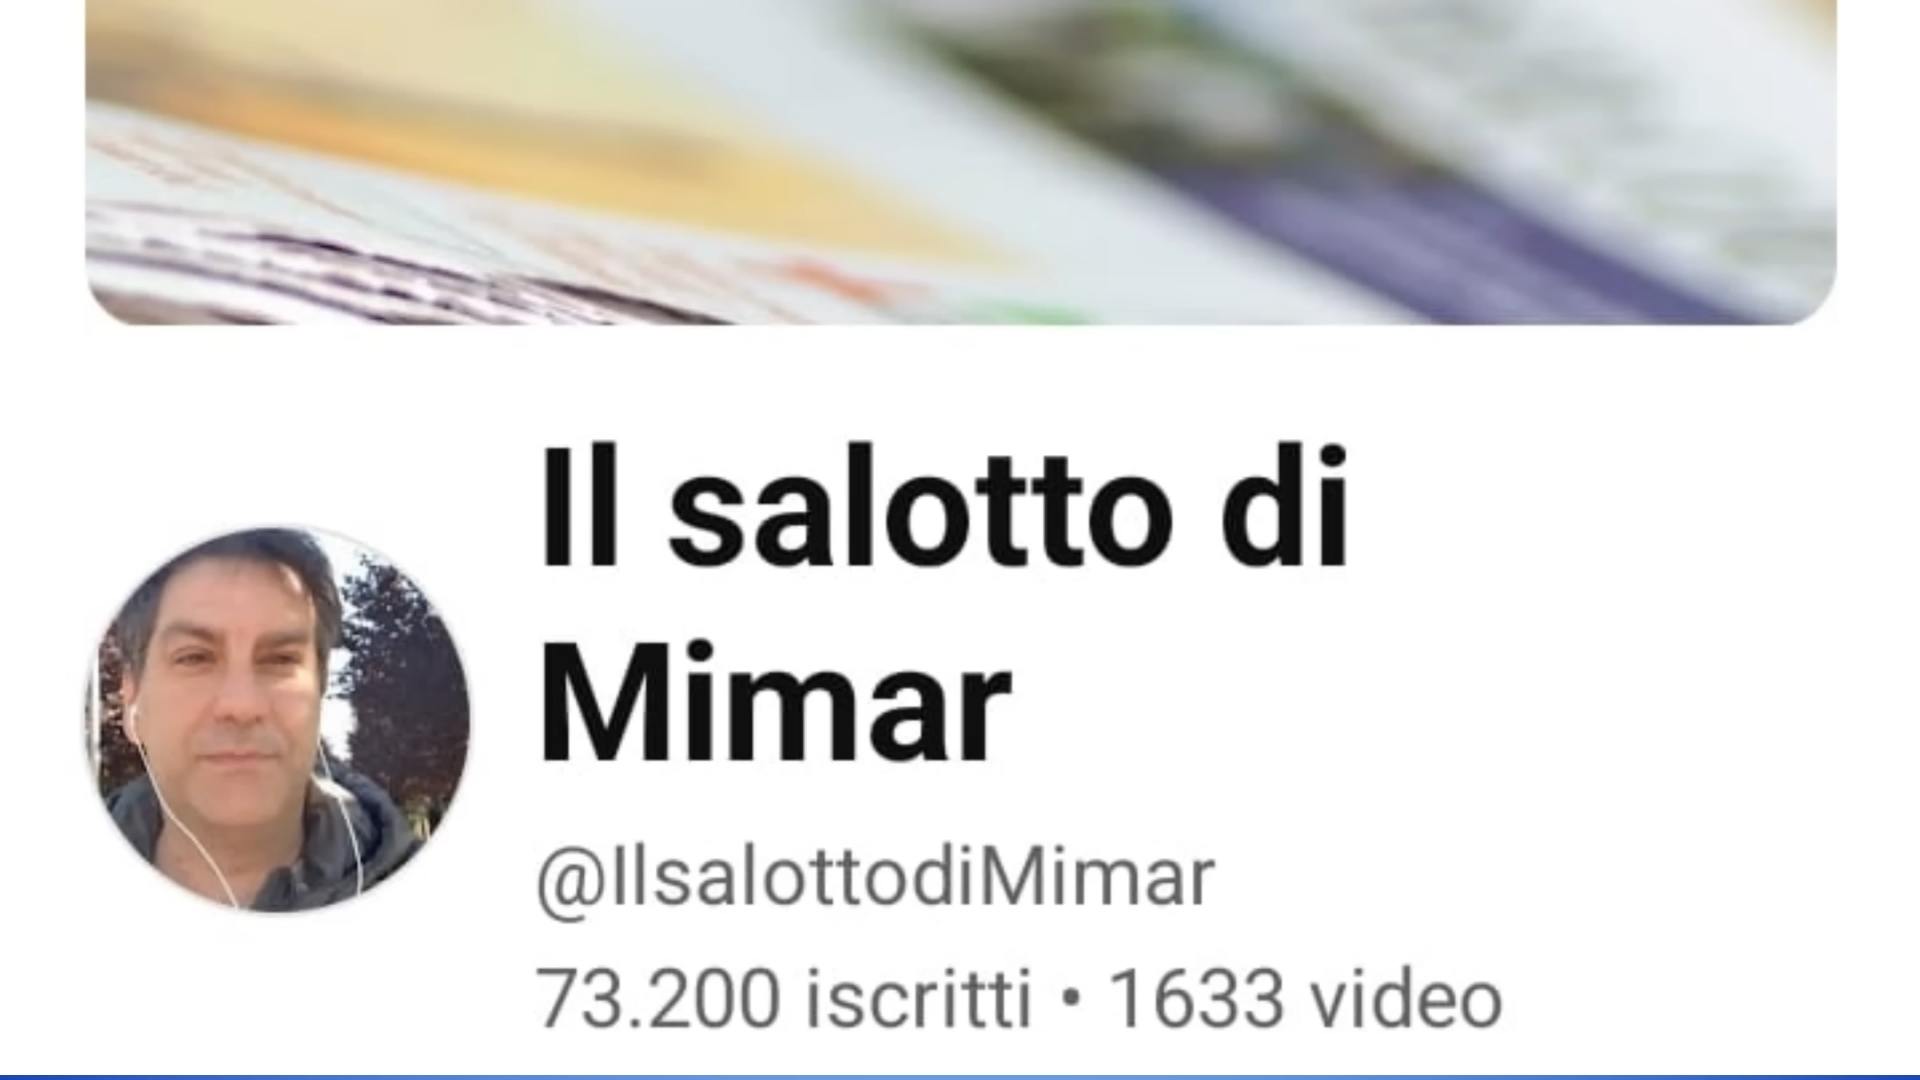 Il salotto di
Mimar
@IlsalottodiMimar
73.200 iscritti • 1633 video